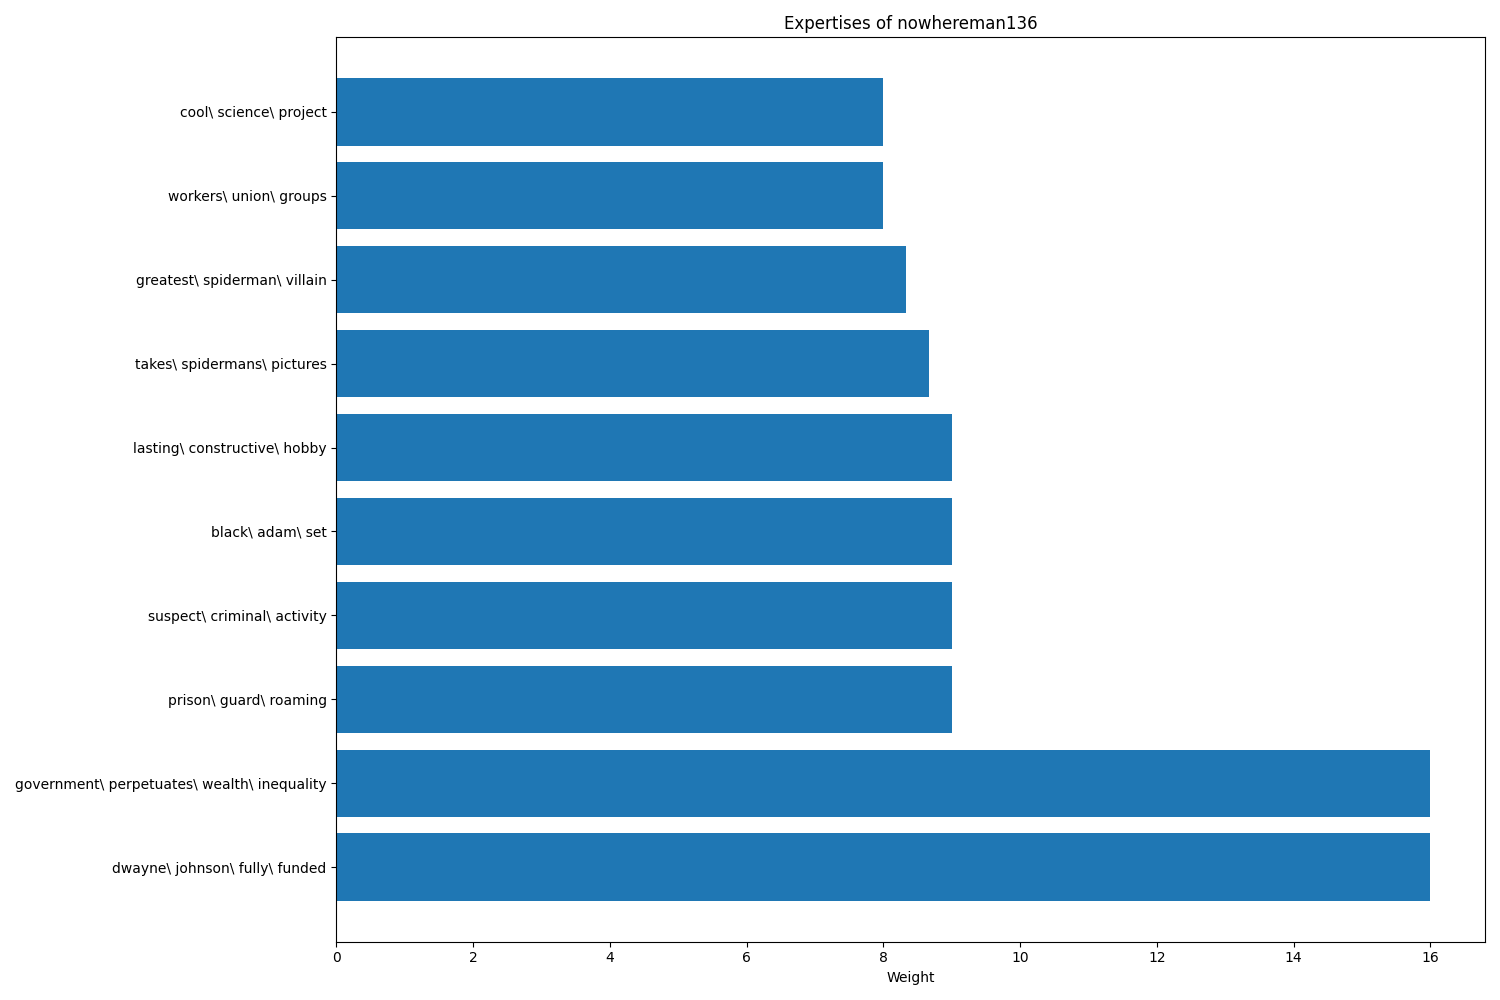 Expertises of nowhereman136
cool\ science\ project
workers\ union\ groups
greatest\ spiderman\ villain
takes\ spidermans\ pictures
lasting\ constructive\ hobby
black\ adam\ set
suspect\ criminal\ activity
prison\ guard\ roaming
government\ perpetuates\ wealth\ inequality
dwayne\ johnson\ fully\ funded
0 2 4 6 8 10 12 14 16
Weight